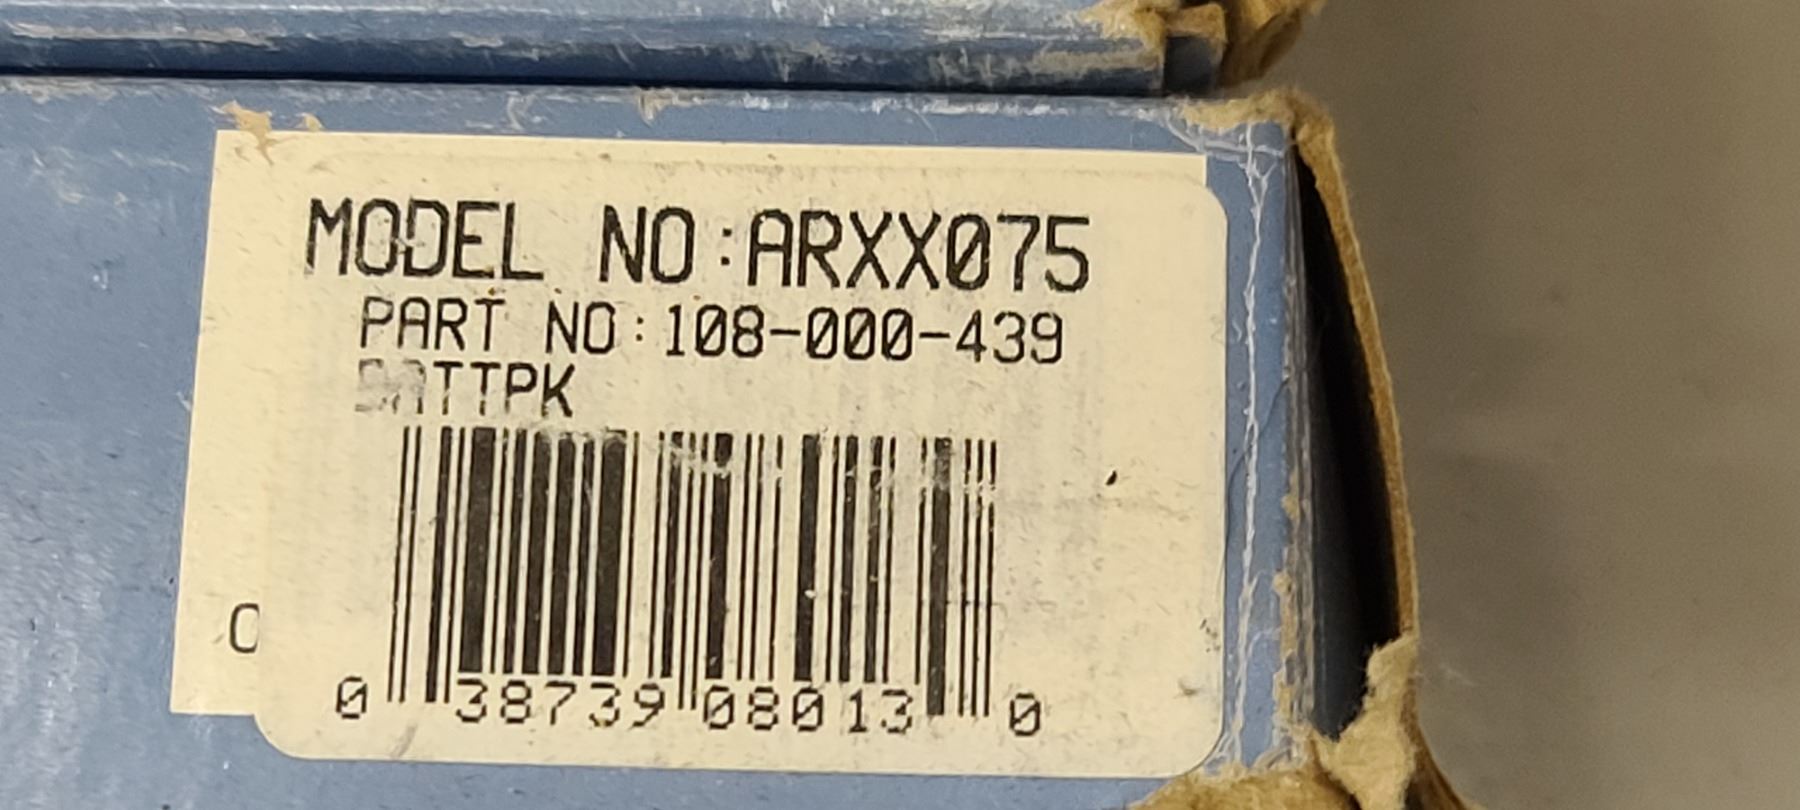 MODEL NO:ARXX075
PART NO:108-000-439
BATTPK
0 38739 08013 0